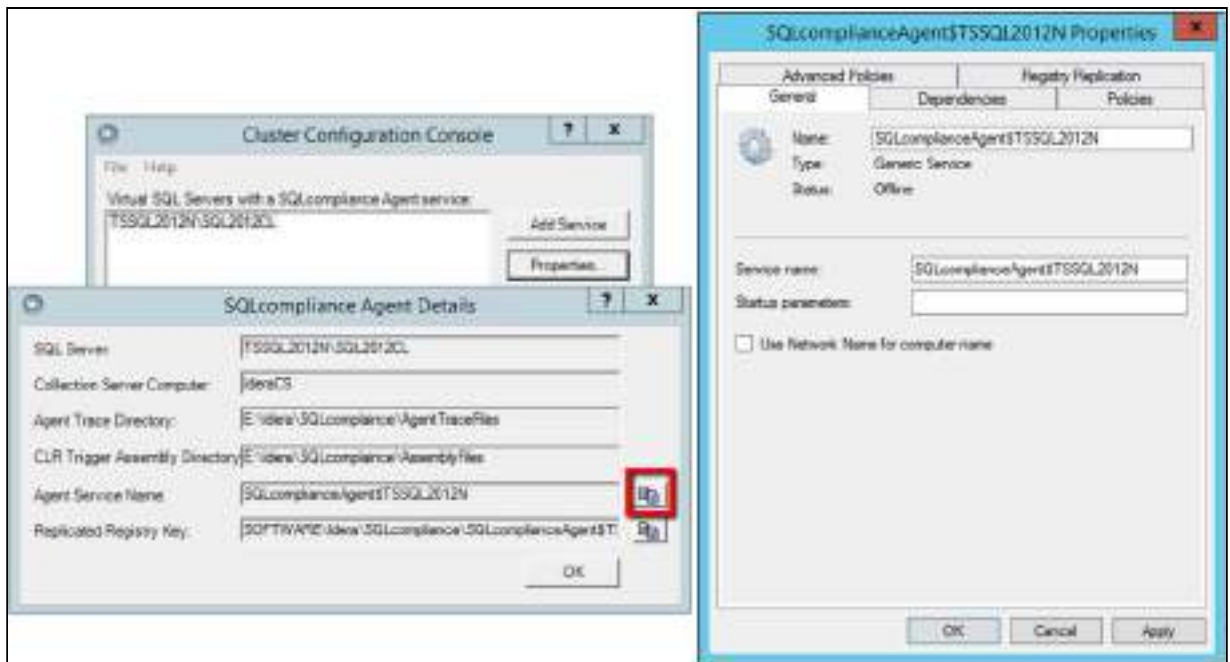 Cluster Configuration Console
? x
File Help
Virtual SQL Servers with a SQLcompliance Agent service:
TSSQL2012N\SQL2012CL
Add Service
Properties...
SQLcompliance Agent Details
? x
SQL Server: TSSQL2012N\SQL2012CL
Collection Server Computer: IderaCS
Agent Trace Directory: E:\Idera\SQLcompliance\AgentTraceFiles
CLR Trigger Assembly Directory E:\Idera\SQLcompliance\AssemblyFiles
Agent Service Name: SQLcomplianceAgent$TSSQL2012N
Replicated Registry Key: SOFTWARE\Idera\SQLcompliance\SQLcomplianceAgent$T
OK
SQLcomplianceAgent$TSSQL2012N Properties
x
Advanced Policies Registry Replication
General Dependencies Policies
Name: SQLcomplianceAgent$TSSQL2012N
Type: Generic Service
Status: Offline
Service name: SQLcomplianceAgent$TSSQL2012N
Startup parameters:
Use Network Name for computer name
OK Cancel Apply